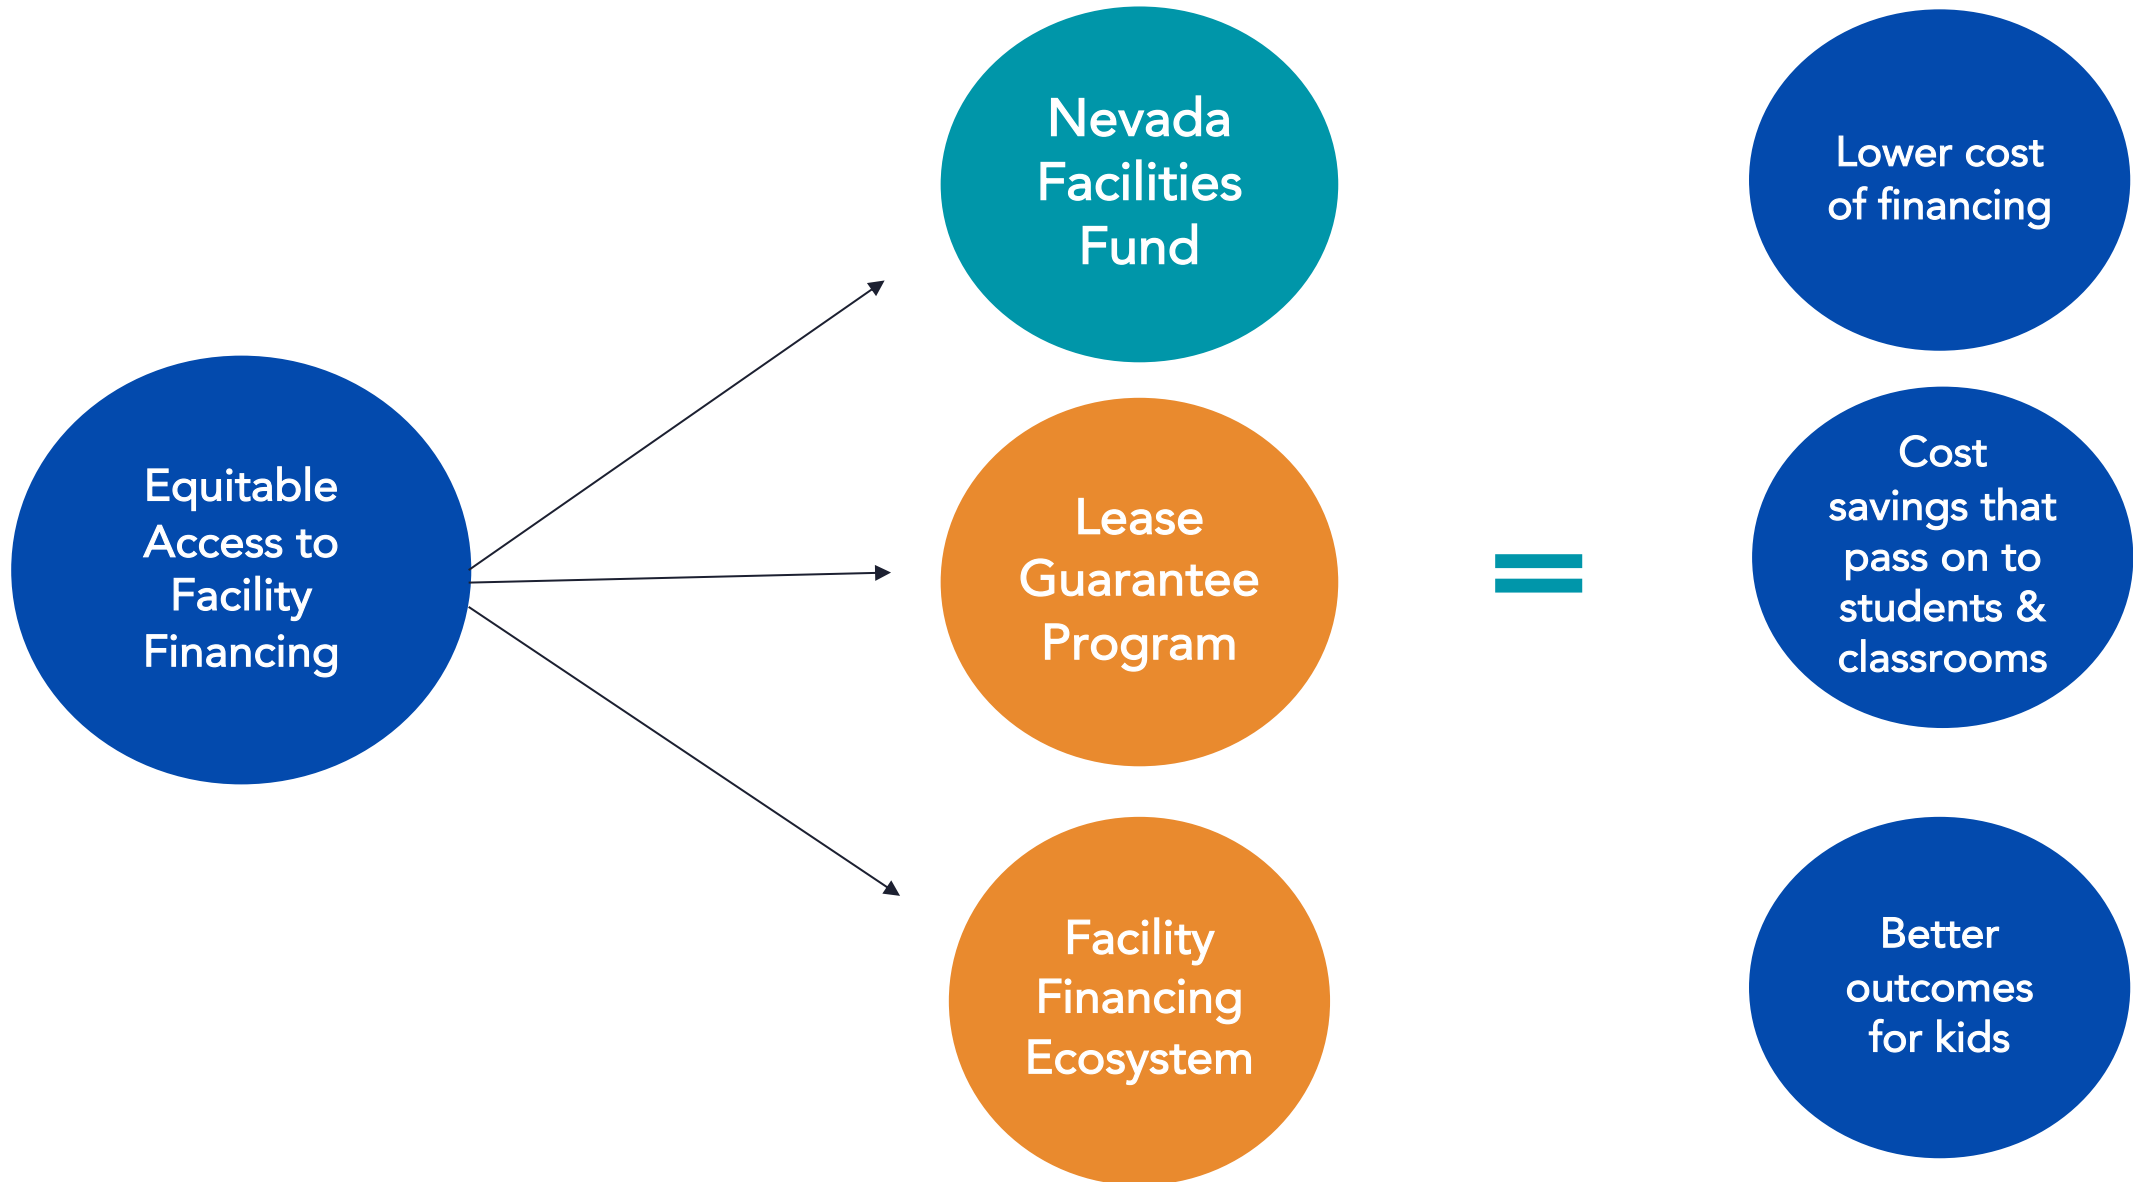 Equitable
Access to
Facility
Financing
Nevada
Facilities
Fund
Lease
Guarantee
Program
Facility
Financing
Ecosystem
=
Lower cost
of financing
Cost
savings that
pass on to
students &
classrooms
Better
outcomes
for kids